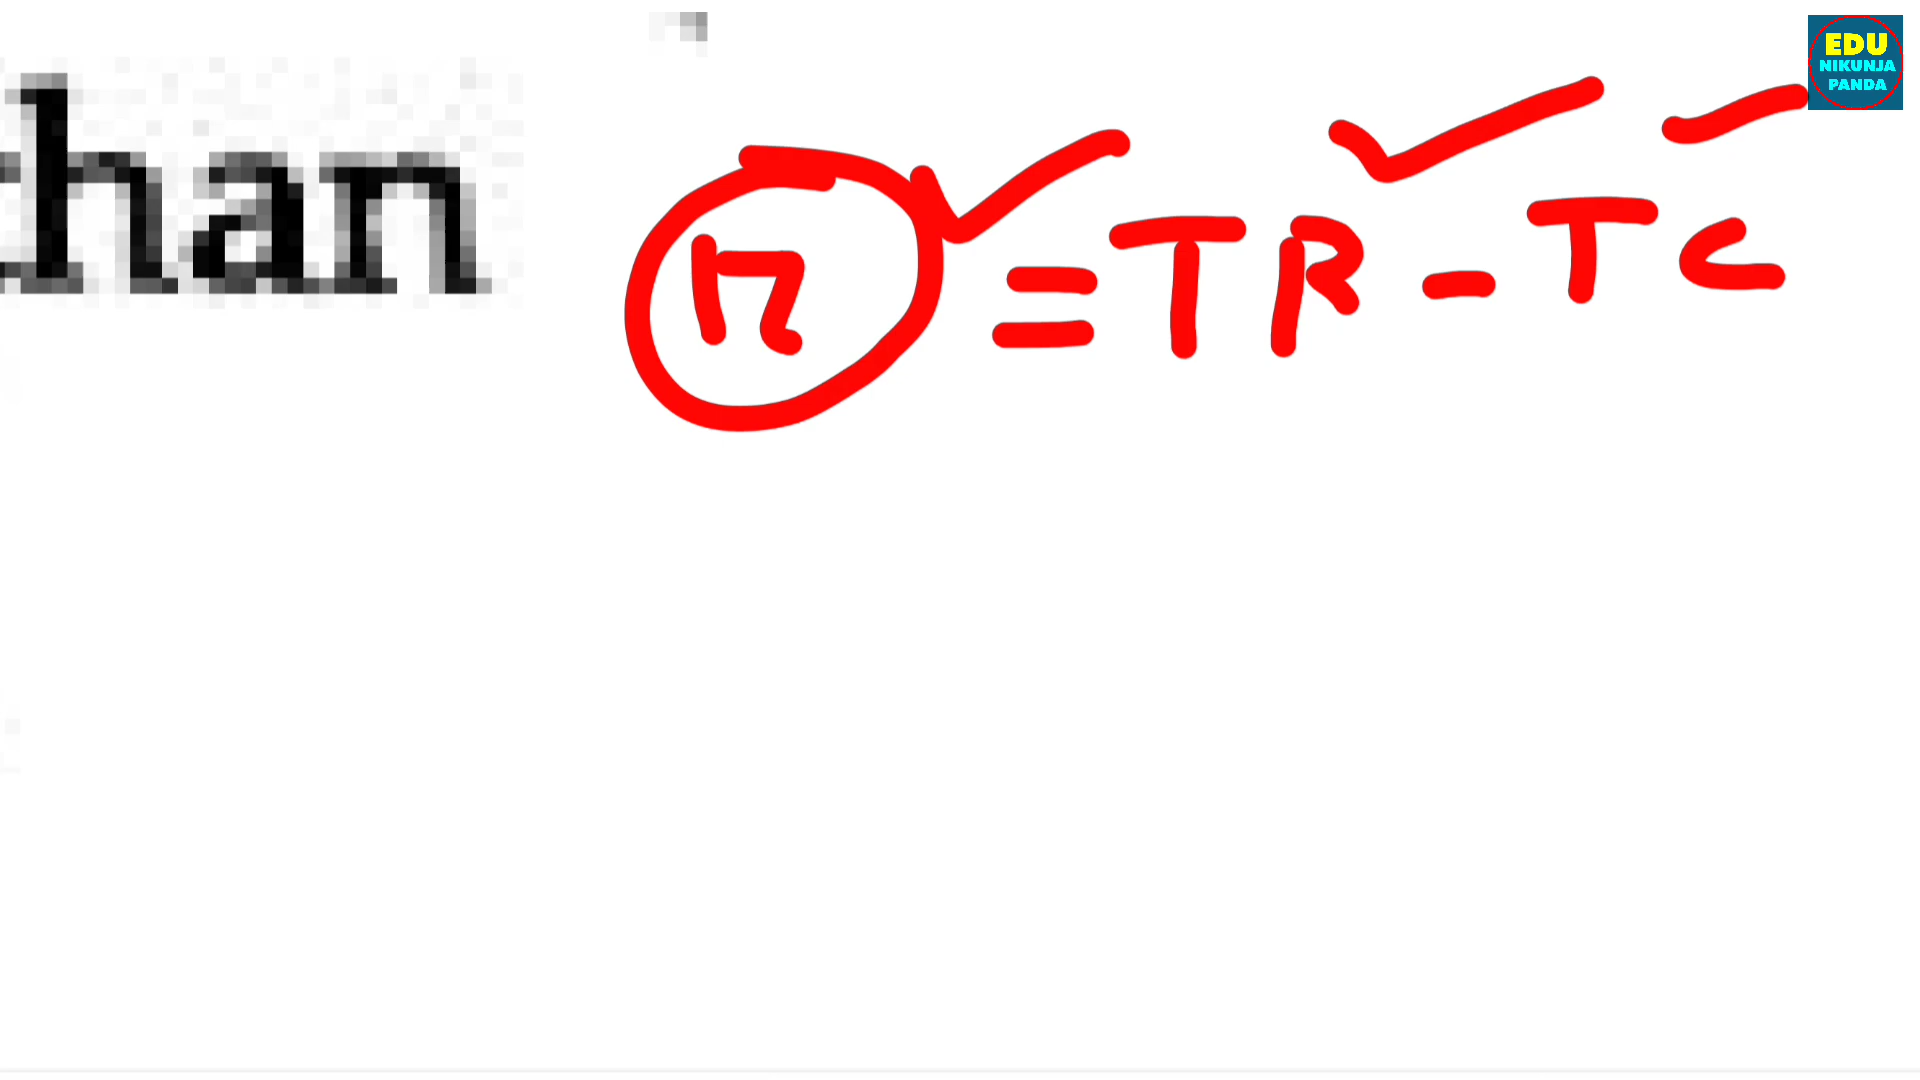 han
π = TR - TC
EDU
NIKUNJA
PANDA